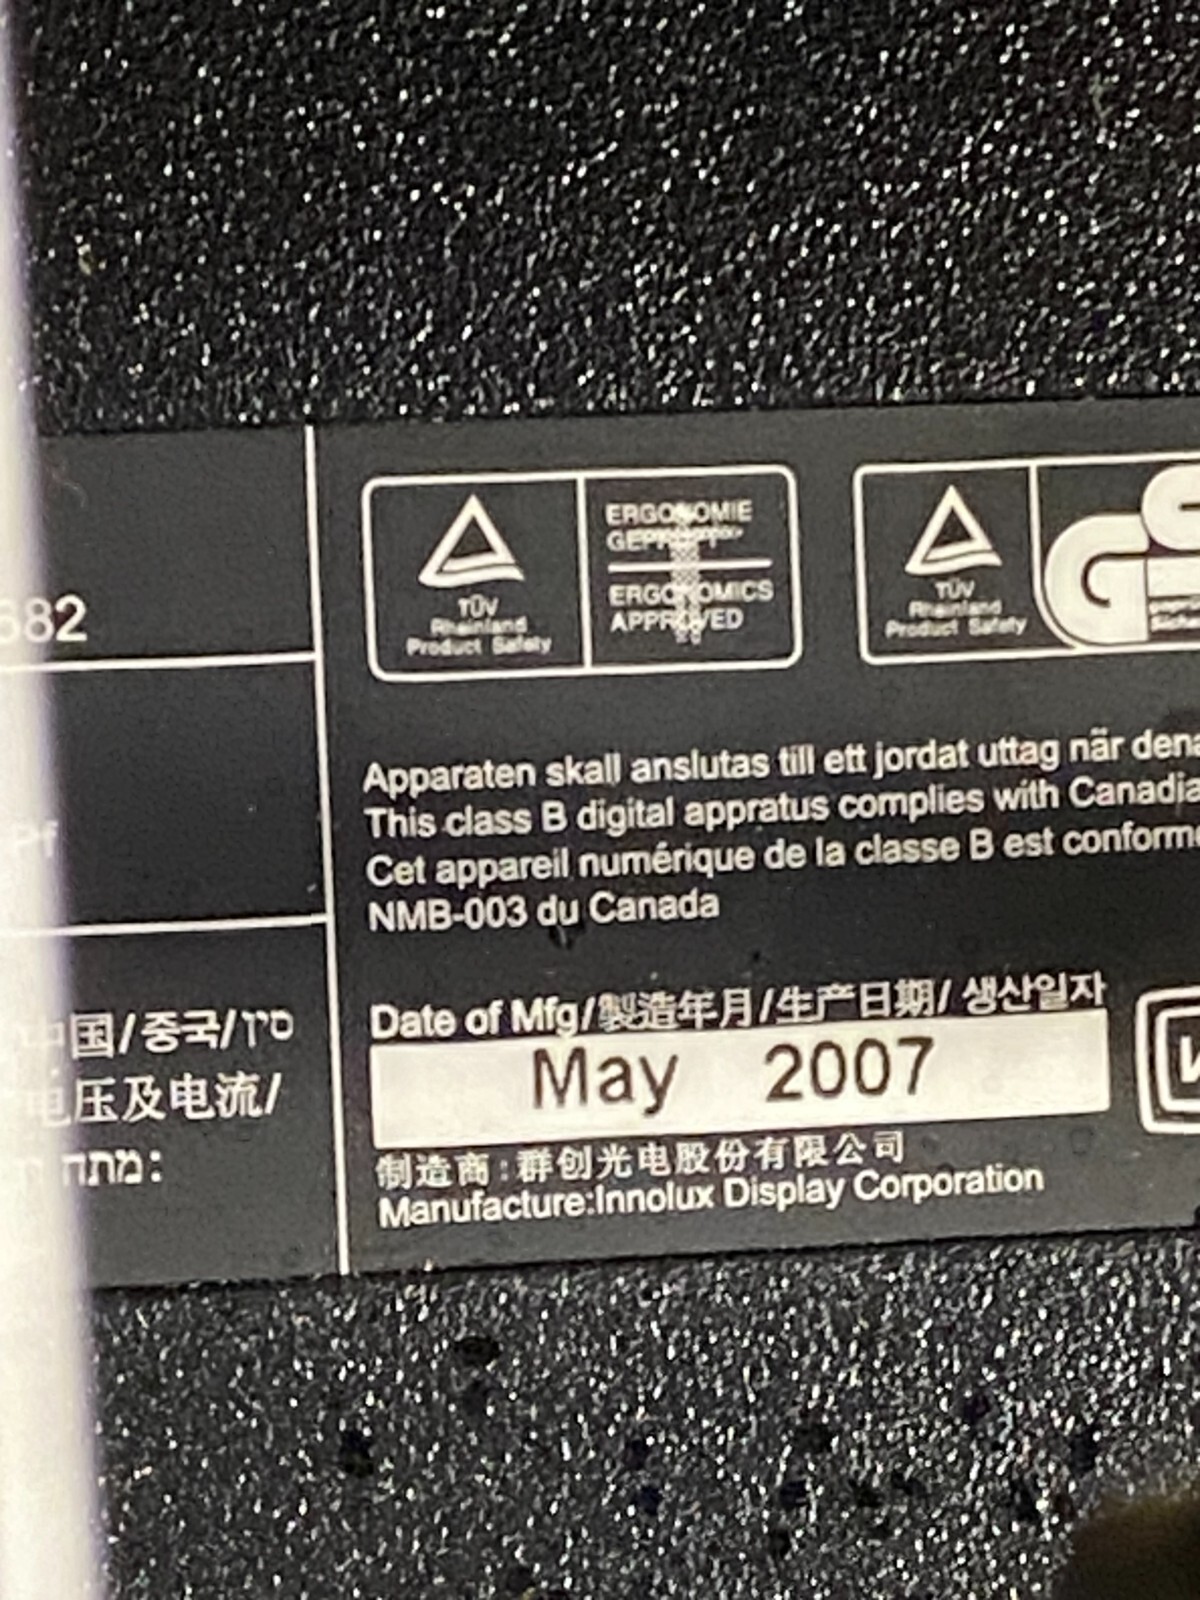 582
Pf
国/중국/סין
电压及电流/
מתח:
TÜV
Rheinland
Product Safety
ERGONOMIE
GEPRÜFT
ERGONOMICS
APPROVED
TÜV
Rheinland
Product Safety
GS
Apparaten skall anslutas till ett jordat uttag när
This class B digital appratus complies with
Cet appareil numérique de la classe B est
NMB-003 du Canada
Date of Mfg/製造年月/生产日期/ 생산일자
May 2007
制造商:群创光电股份有限公司
Manufacture:Innolux Display Corporation